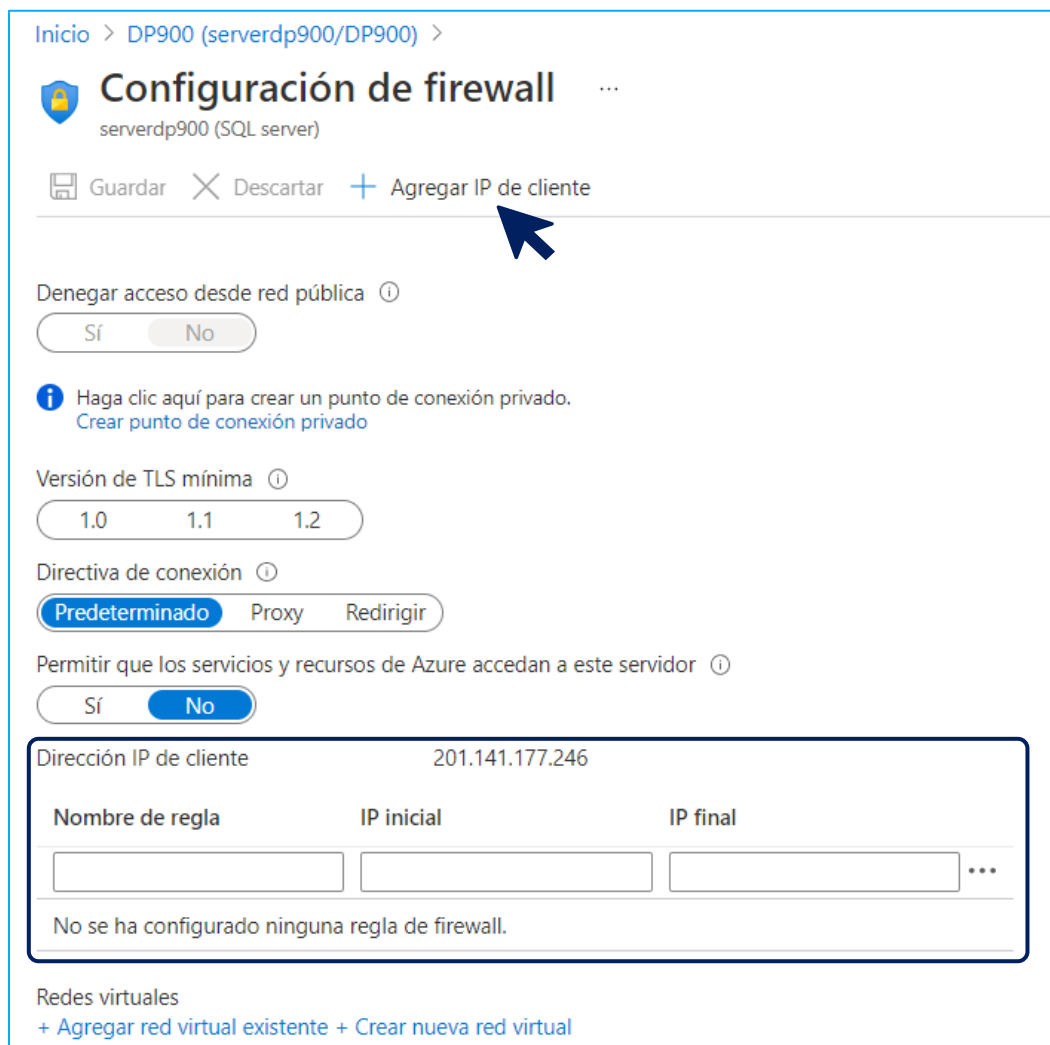 Inicio > DP900 (serverdp900/DP900) >
Configuración de firewall ...
serverdp900 (SQL server)
Guardar Descartar + Agregar IP de cliente
Denegar acceso desde red pública
Sí No
Haga clic aquí para crear un punto de conexión privado.
Crear punto de conexión privado
Versión de TLS mínima
1.0 1.1 1.2
Directiva de conexión
Predeterminado Proxy Redirigir
Permitir que los servicios y recursos de Azure accedan a este servidor
Sí No
Dirección IP de cliente 201.141.177.246
Nombre de regla IP inicial IP final
No se ha configurado ninguna regla de firewall.
Redes virtuales
+ Agregar red virtual existente + Crear nueva red virtual